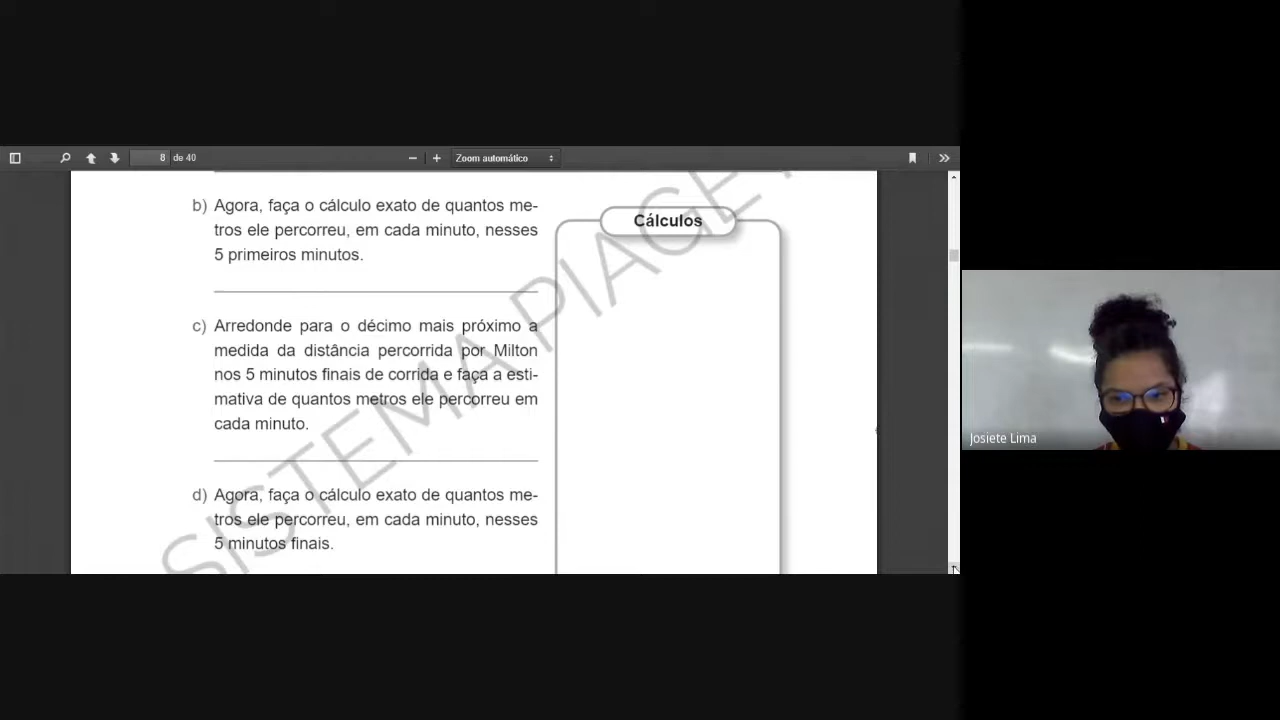 8 de 40
Zoom automático
b) Agora, faça o cálculo exato de quantos me-
tros ele percorreu, em cada minuto, nesses
5 primeiros minutos.
Cálculos
c) Arredonde para o décimo mais próximo a
medida da distância percorrida por Milton
nos 5 minutos finais de corrida e faça a esti-
mativa de quantos metros ele percorreu em
cada minuto.
d) Agora, faça o cálculo exato de quantos me-
tros ele percorreu, em cada minuto, nesses
5 minutos finais.
SISTEMA PIAGET
Josiete Lima